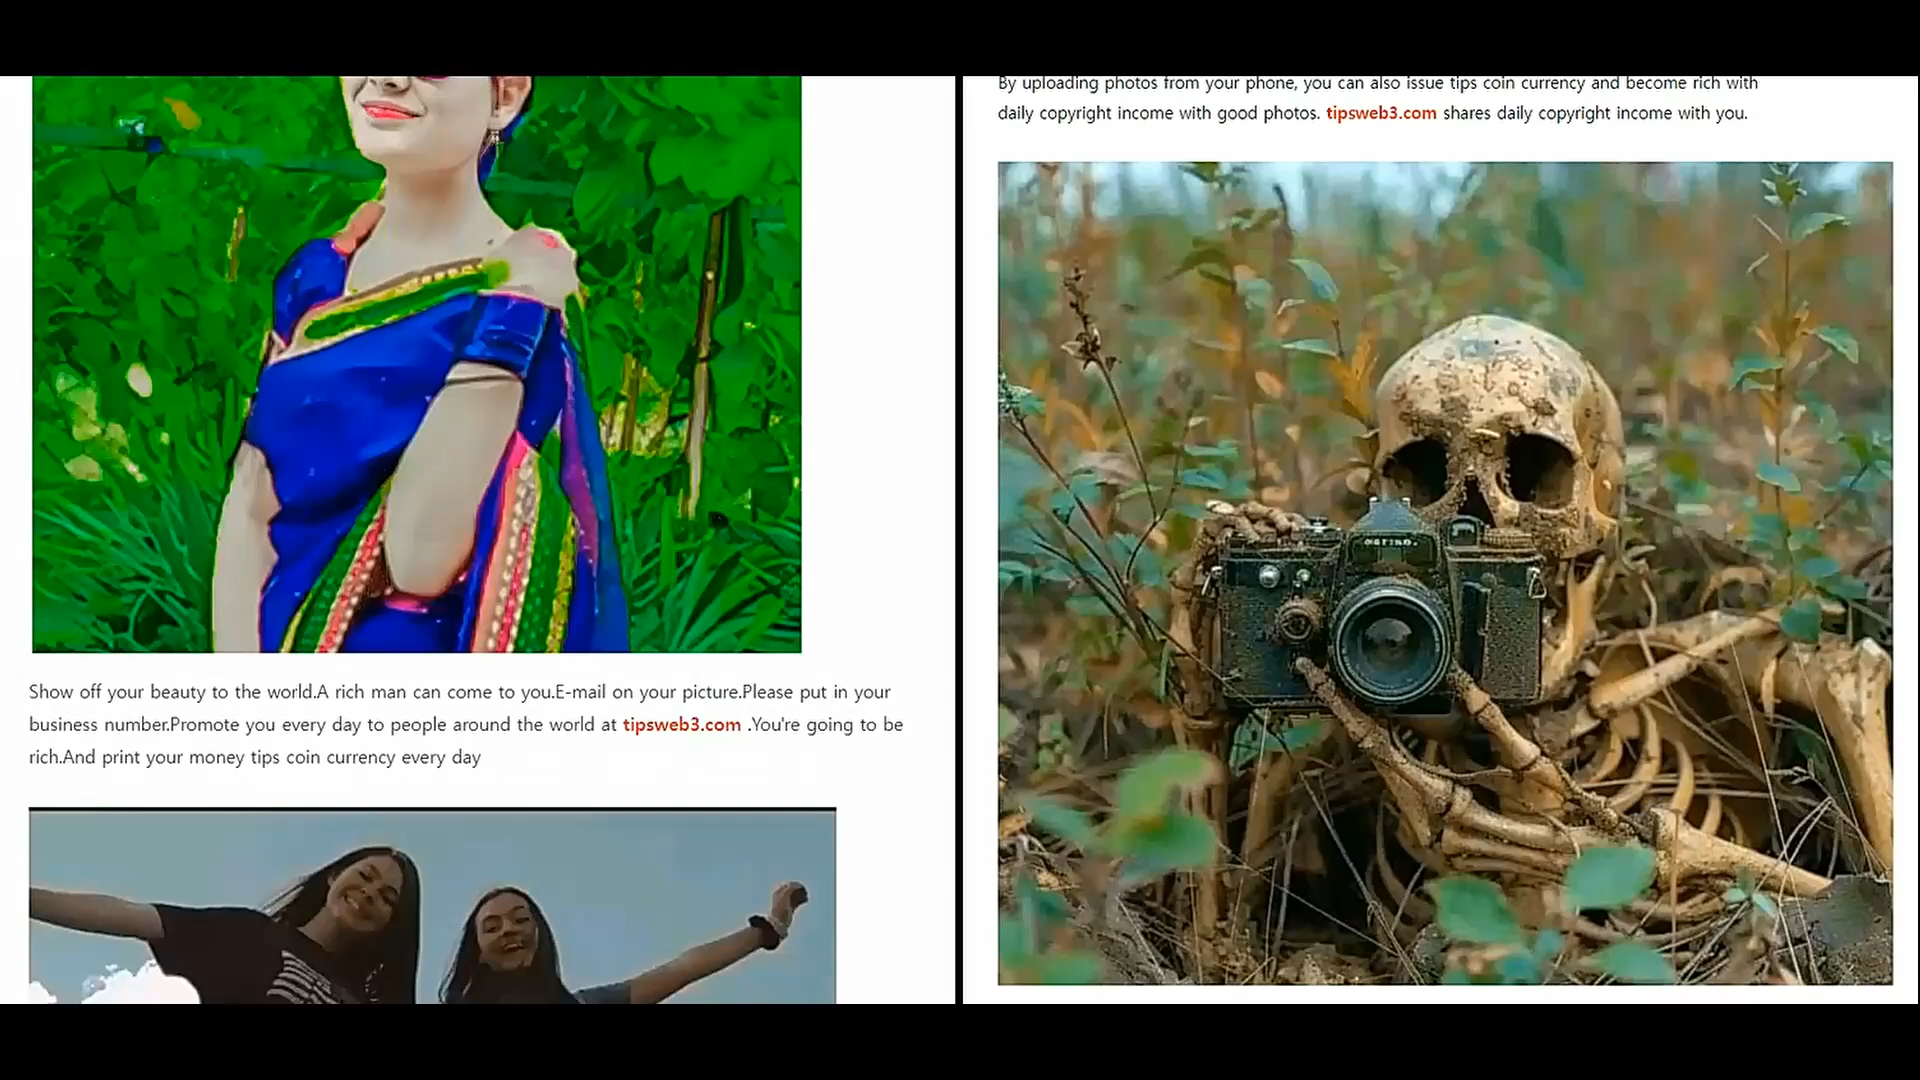 Show off your beauty to the world.A rich man can come to you.E-mail on your picture.Please put in your
business number.Promote you every day to people around the world at tipsweb3.com .You're going to be
rich.And print your money tips coin currency every day
By uploading photos from your phone, you can also issue tips coin currency and become rich with
daily copyright income with good photos. tipsweb3.com shares daily copyright income with you.